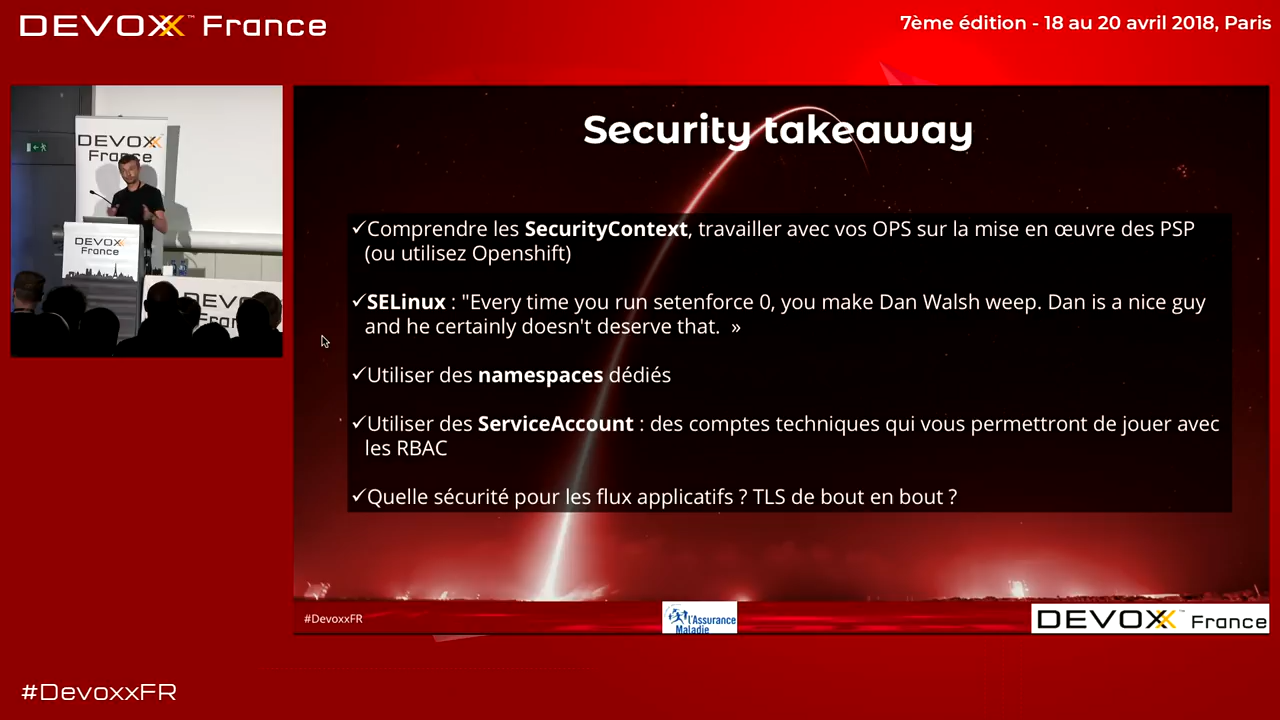 DEVOXX™ France
7ème édition - 18 au 20 avril 2018, Paris
DEVOXX
France
DEVOXX
France
DEVOX
Fran
Security takeaway
✓Comprendre les SecurityContext, travailler avec vos OPS sur la mise en œuvre des PSP
(ou utilisez Openshift)
✓SELinux : "Every time you run setenforce 0, you make Dan Walsh weep. Dan is a nice guy
and he certainly doesn't deserve that.  »
✓Utiliser des namespaces dédiés
✓Utiliser des ServiceAccount : des comptes techniques qui vous permettront de jouer avec
les RBAC
✓Quelle sécurité pour les flux applicatifs ? TLS de bout en bout ?
#DevoxxFR
l'Assurance
Maladie
DEVOXX™ France
#DevoxxFR